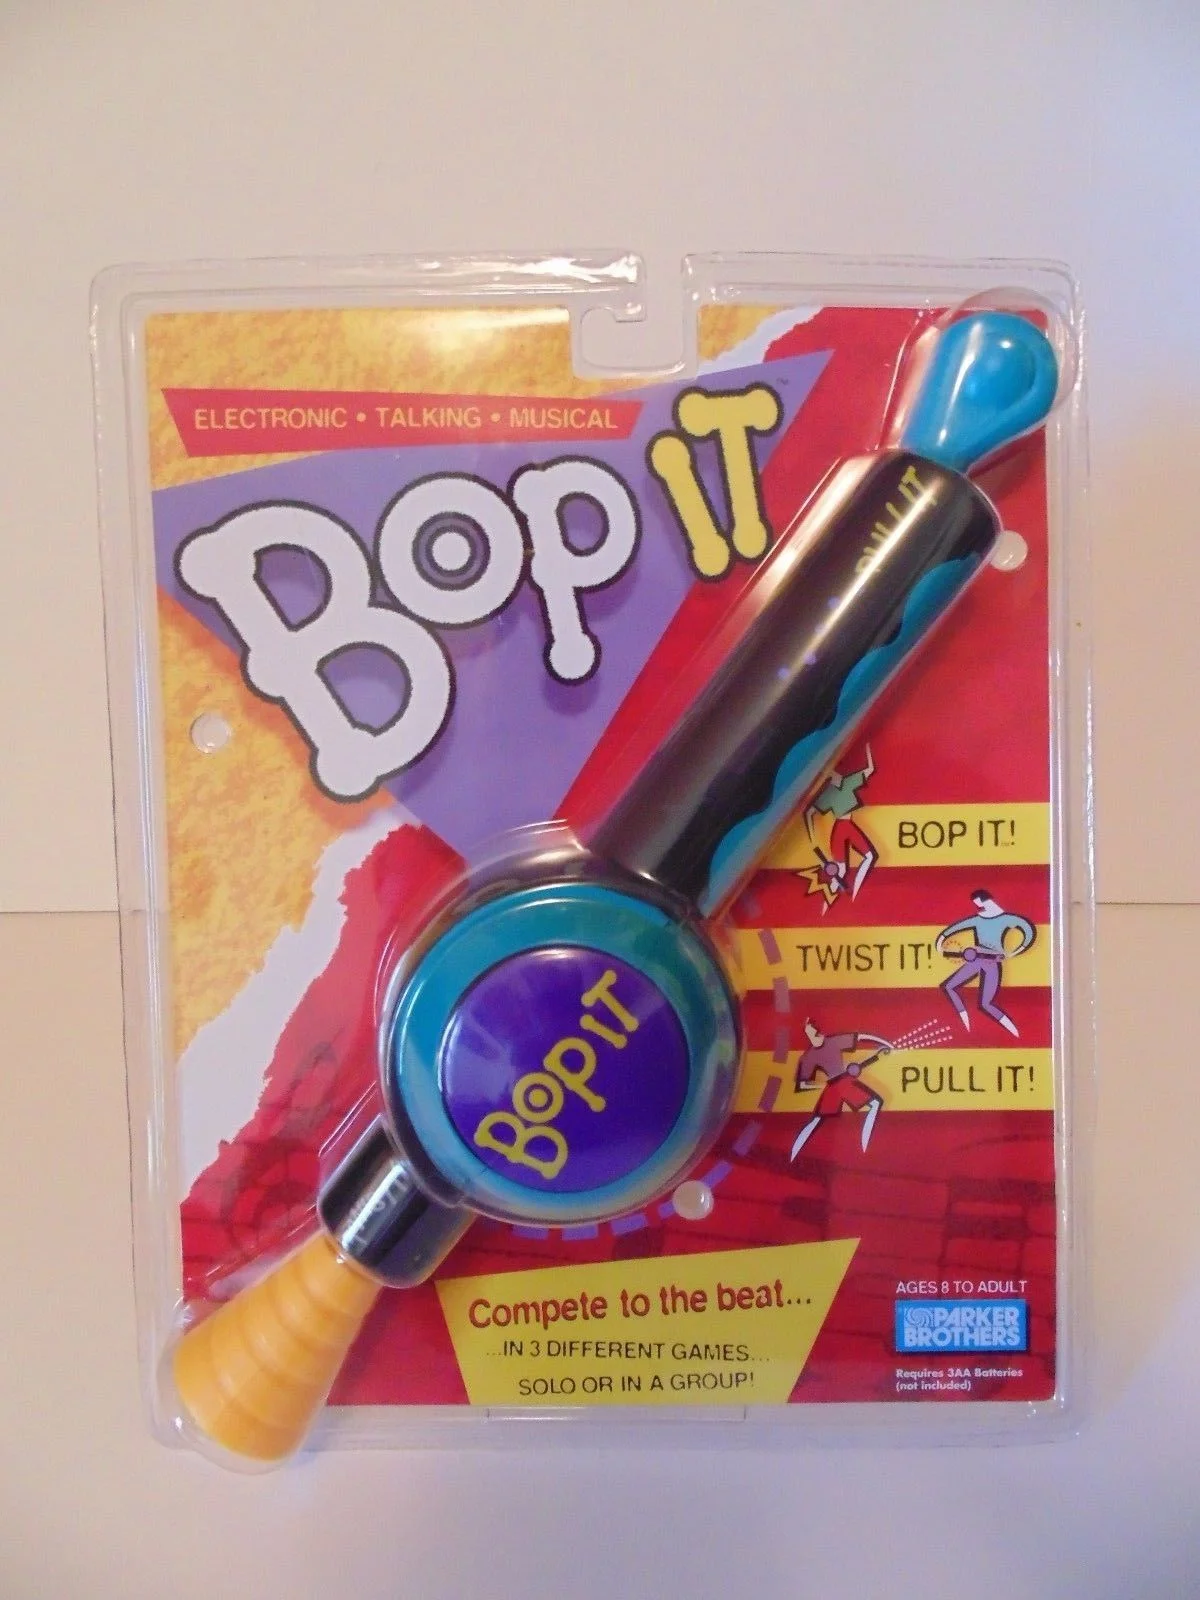 ELECTRONIC • TALKING • MUSICAL
BOP IT™
PULL IT
BOP IT!
TWIST IT!
PULL IT!
BOP IT
Compete to the beat...
...IN 3 DIFFERENT GAMES...
SOLO OR IN A GROUP!
AGES 8 TO ADULT
PARKER
BROTHERS
Requires 3AA Batteries
(not included)